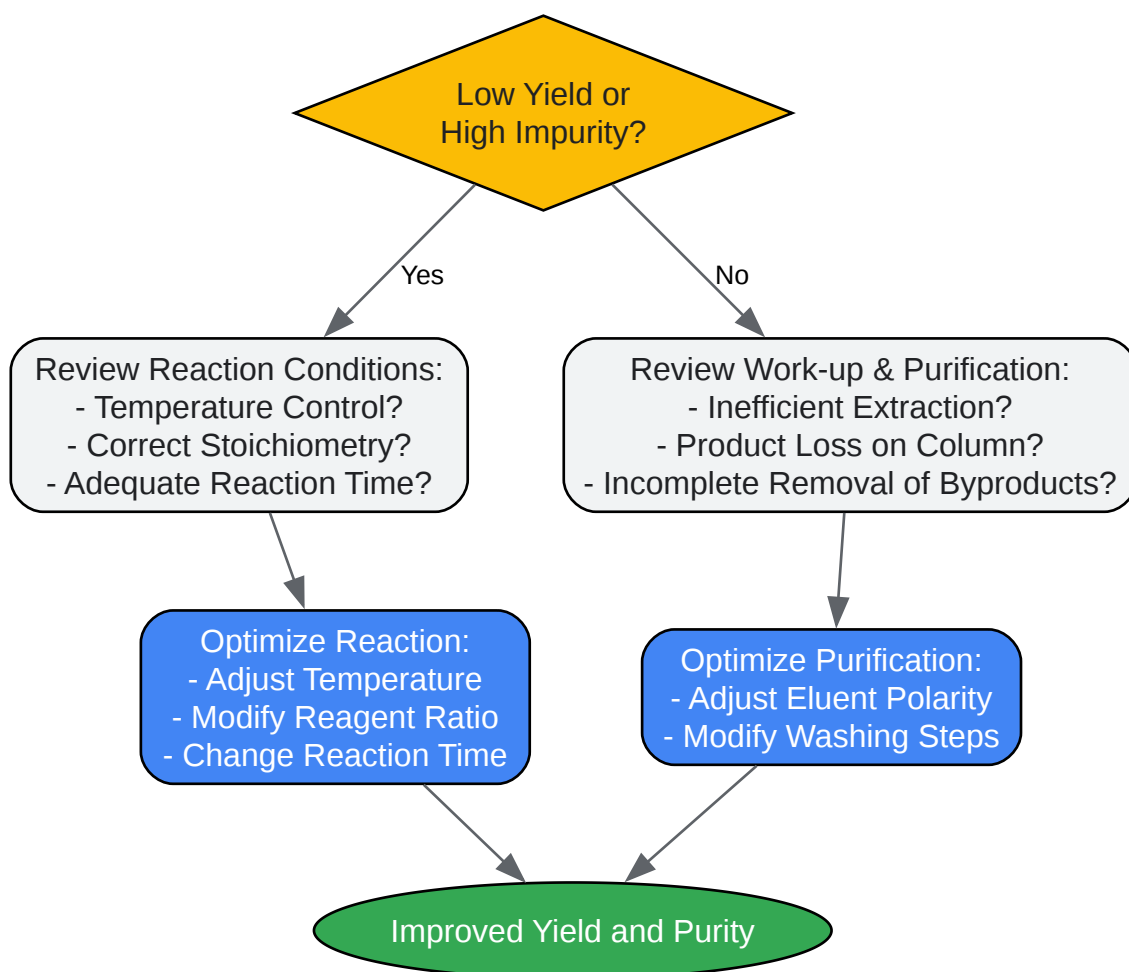 Low Yield or
High Impurity?
Yes
No
Review Reaction Conditions:
- Temperature Control?
- Correct Stoichiometry?
- Adequate Reaction Time?
Review Work-up & Purification:
- Inefficient Extraction?
- Product Loss on Column?
- Incomplete Removal of Byproducts?
Optimize Reaction:
- Adjust Temperature
- Modify Reagent Ratio
- Change Reaction Time
Optimize Purification:
- Adjust Eluent Polarity
- Modify Washing Steps
Improved Yield and Purity